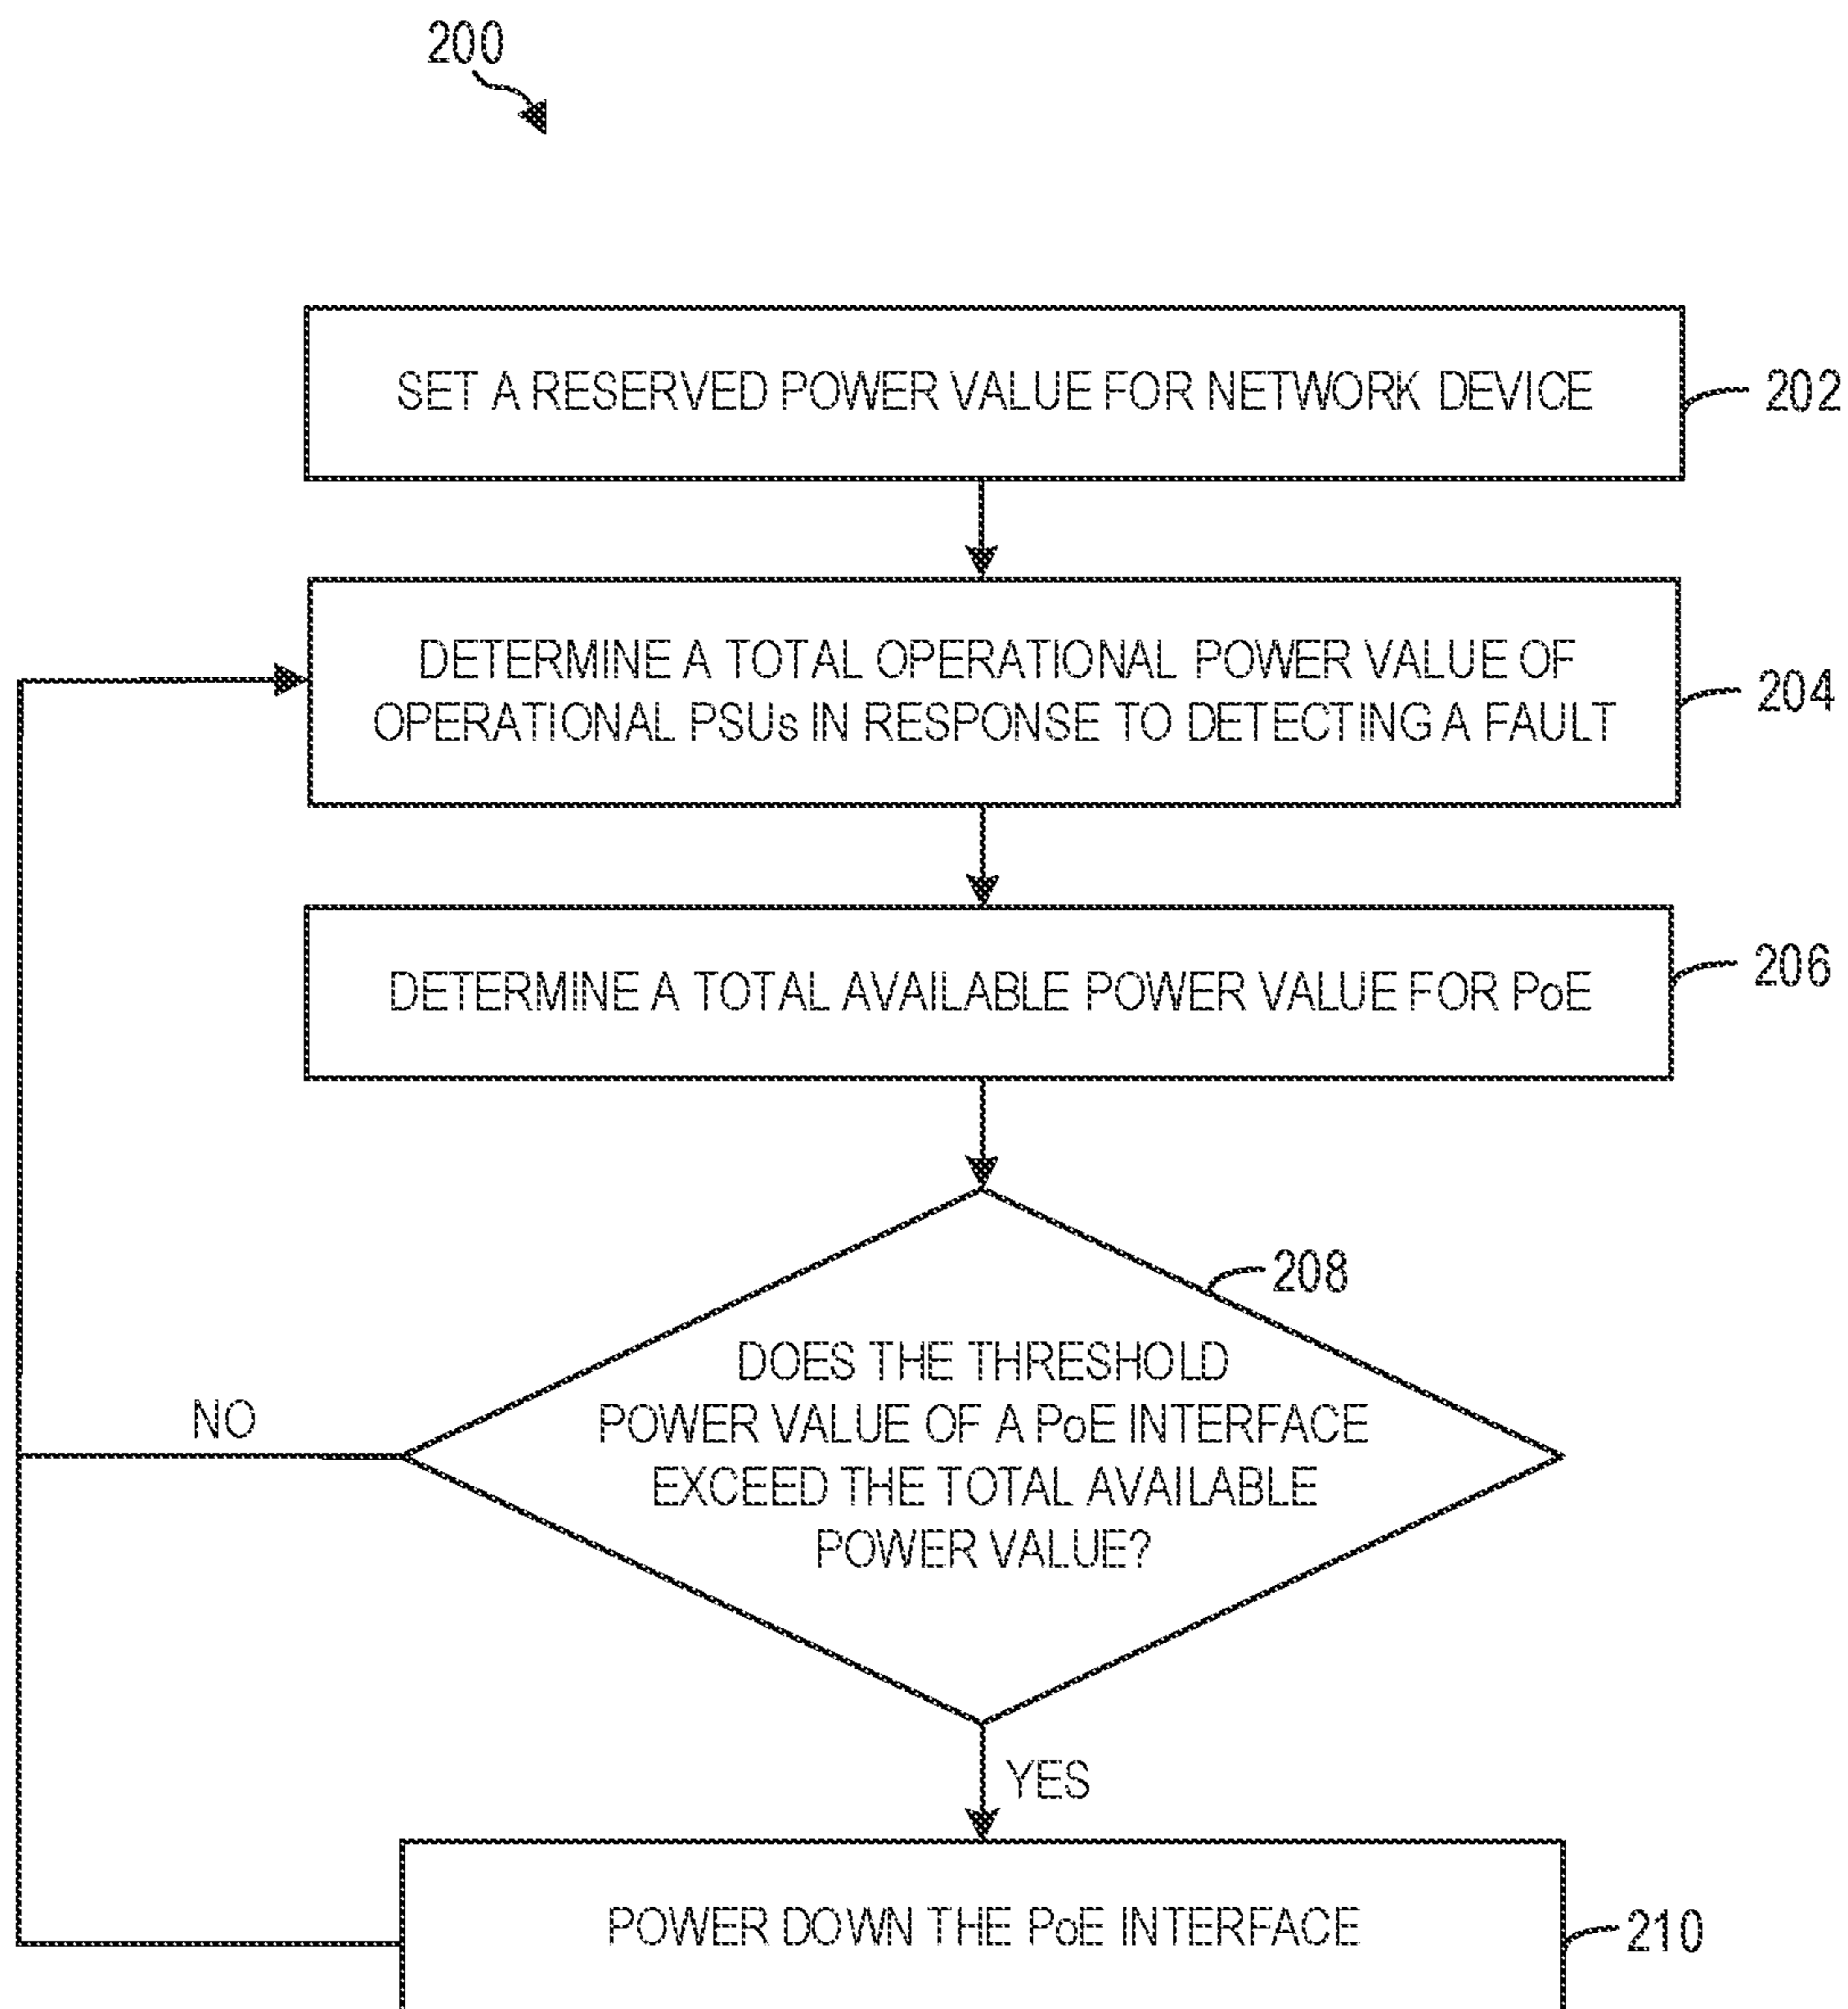 200
SET A RESERVED POWER VALUE FOR NETWORK DEVICE
202
DETERMINE A TOTAL OPERATIONAL POWER VALUE OF
OPERATIONAL PSUs IN RESPONSE TO DETECTING A FAULT
204
DETERMINE A TOTAL AVAILABLE POWER VALUE FOR PoE
206
208
DOES THE THRESHOLD
POWER VALUE OF A PoE INTERFACE
EXCEED THE TOTAL AVAILABLE
POWER VALUE?
NO
YES
POWER DOWN THE PoE INTERFACE
210